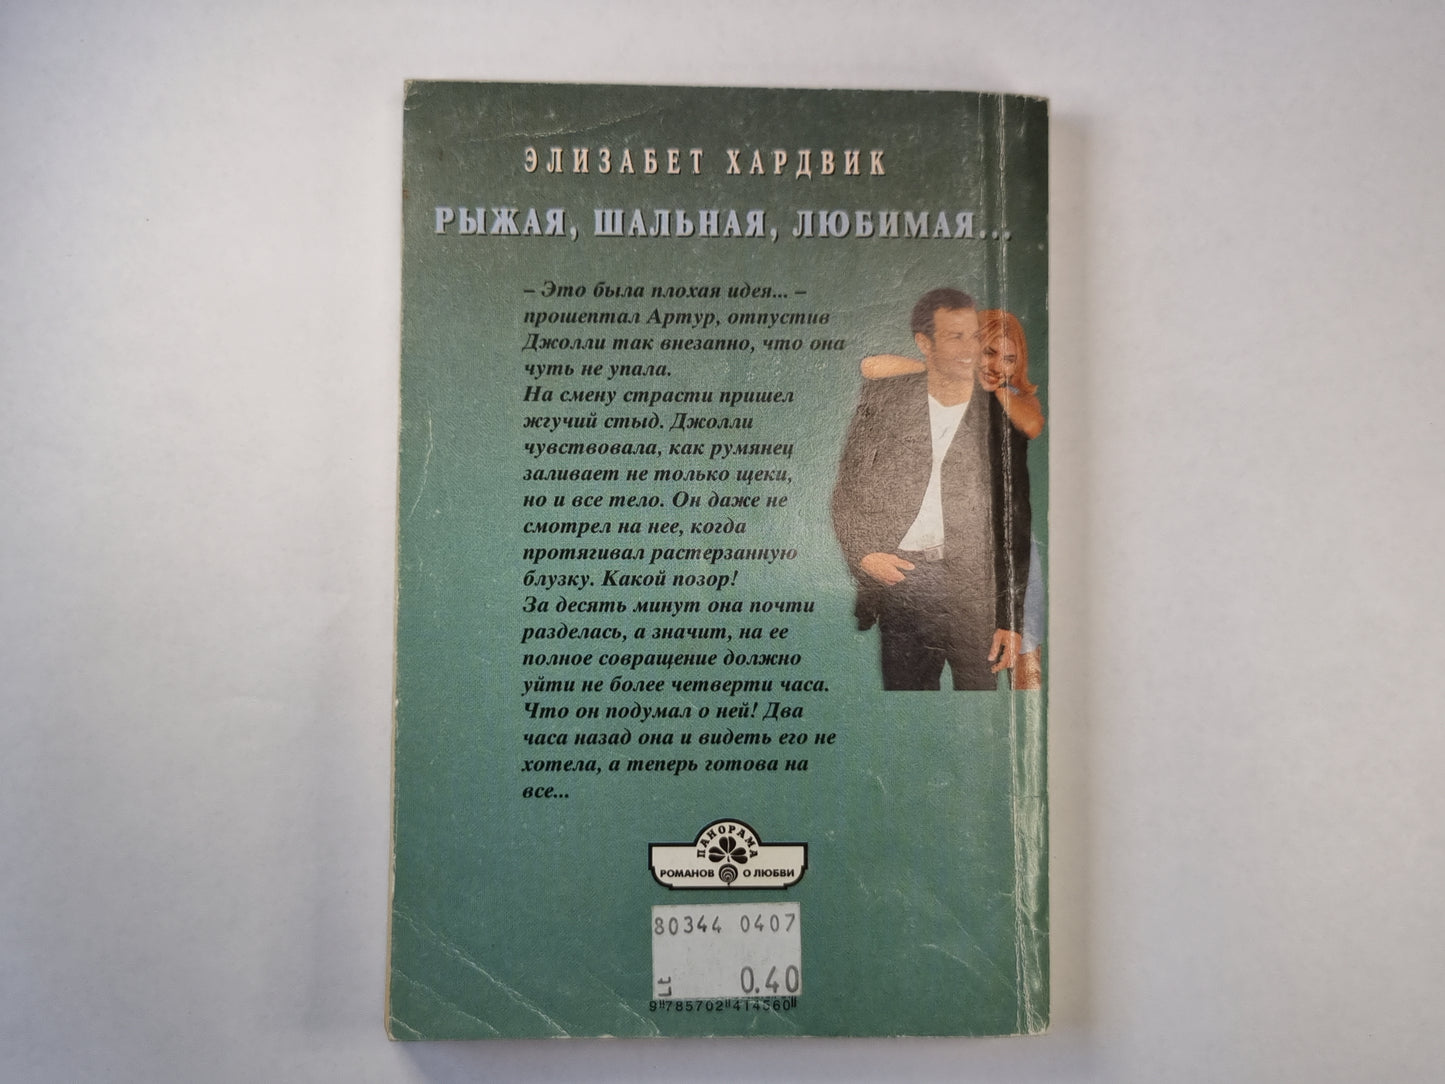 ЭЛИЗАБЕТ ХАРДВИК
РЫЖАЯ, ШАЛЬНАЯ, ЛЮБИМАЯ...
– Это была плохая идея... –
прошептал Артур, отпустив
Джолли так внезапно, что она
чуть не упала.
На смену страсти пришел
жгучий стыд. Джолли
чувствовала, как румянец
заливает не только щеки,
но и все тело. Он даже не
смотрел на нее, когда
протягивал растерзанную
блузку. Какой позор!
За десять минут она почти
разделась, а значит, на ее
полное совращение должно
уйти не более четверти часа.
Что он подумал о ней! Два
часа назад она и видеть его не
хотела, а теперь готова на
все...
ПАНОРАМА
РОМАНОВ О ЛЮБВИ
80344 0407
Lt 0.40
9 785702 414560